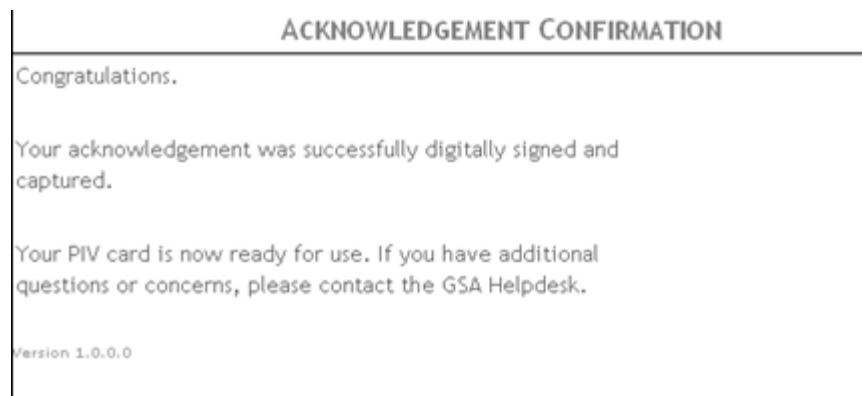 ACKNOWLEDGEMENT CONFIRMATION
Congratulations.
Your acknowledgement was successfully digitally signed and
captured.
Your PIV card is now ready for use. If you have additional
questions or concerns, please contact the GSA Helpdesk.
Version 1.0.0.0